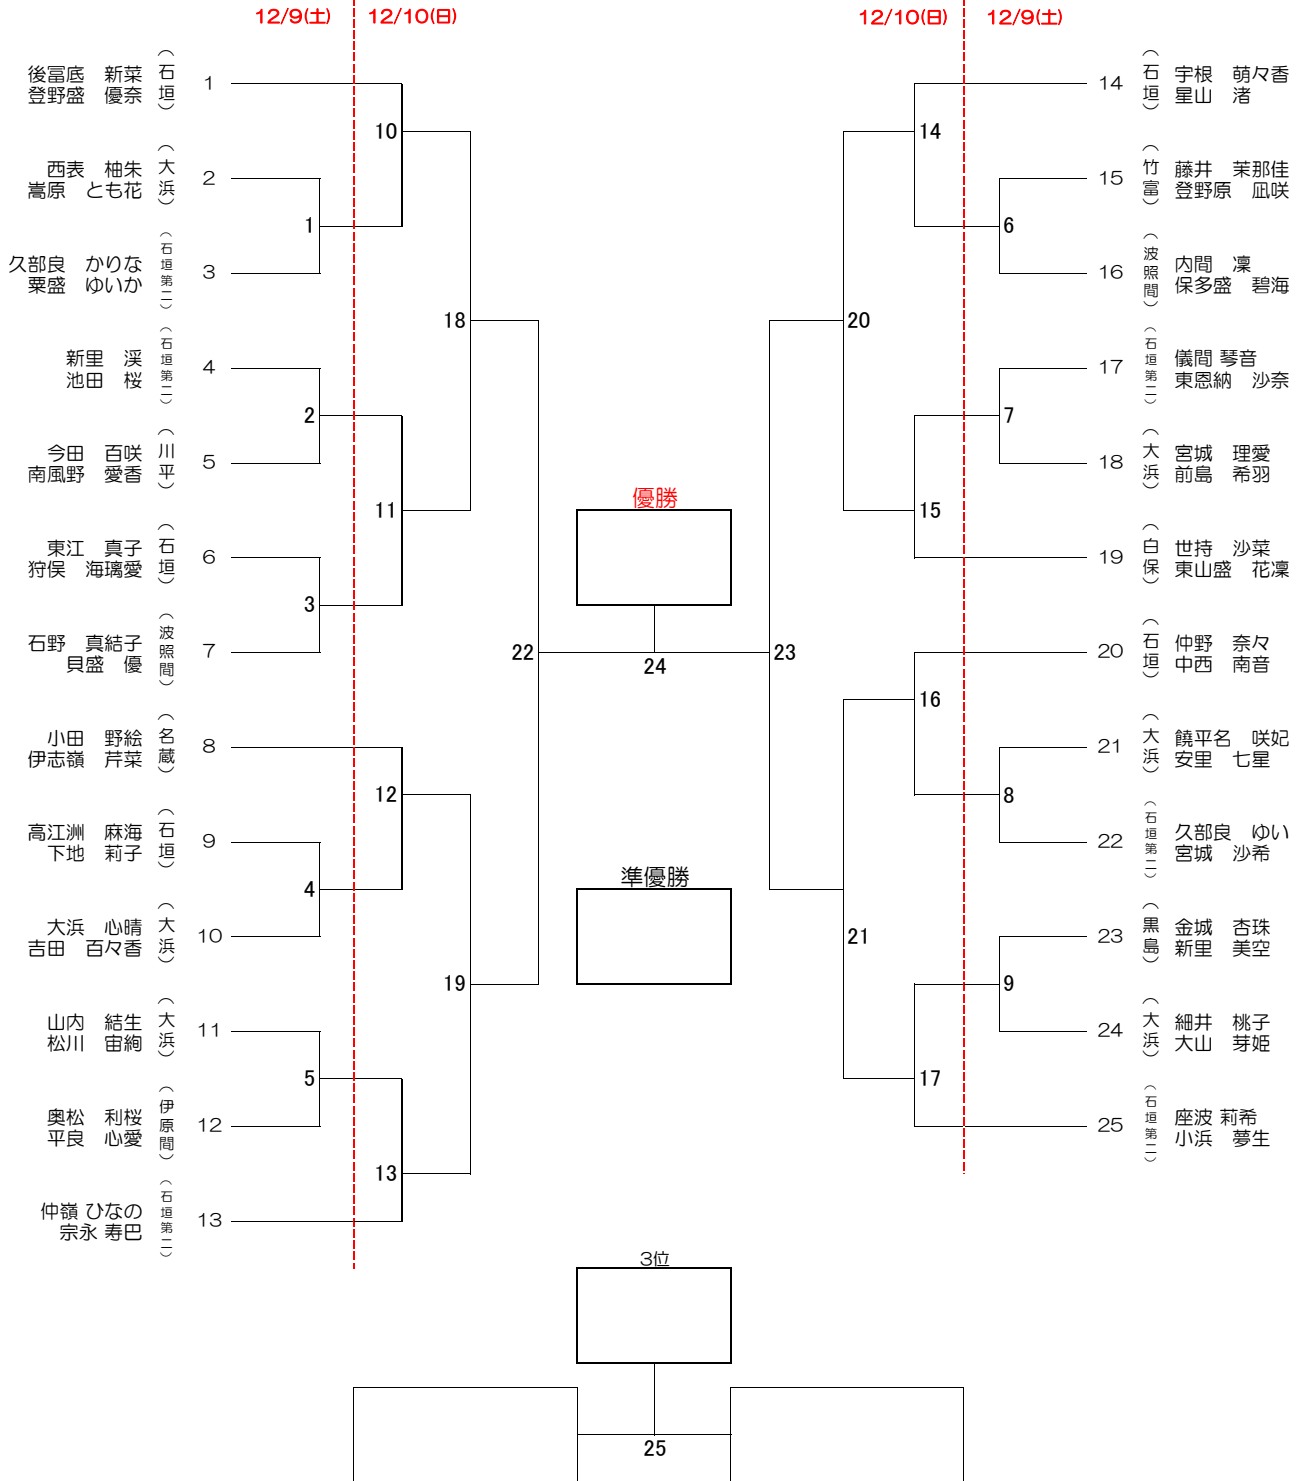 12/9(土) 12/10(日) 12/10(日) 12/9(土)
後冨底 新菜
登野盛 優奈
（石垣）
1
西表 柚朱
嵩原 とも花
（大浜）
2
久部良 かりな
粟盛 ゆいか
（石垣第二）
3
新里 渓
池田 桜
（石垣第二）
4
今田 百咲
南風野 愛香
（川平）
5
東江 真子
狩俣 海璃愛
（石垣）
6
石野 真結子
貝盛 優
（波照間）
7
小田 野絵
伊志嶺 芹菜
（名蔵）
8
高江洲 麻海
下地 莉子
（石垣）
9
大浜 心晴
吉田 百々香
（大浜）
10
山内 結生
松川 宙絢
（大浜）
11
奥松 利桜
平良 心愛
（伊原間）
12
仲嶺 ひなの
宗永 寿巴
（石垣第二）
13
1
2
3
4
5
10
11
12
13
18
19
22
優勝
24
準優勝
23
20
21
14
15
16
17
6
7
8
9
14
（石垣）
宇根 萌々香
星山 渚
15
（竹富）
藤井 茉那佳
登野原 凪咲
16
（波照間）
内間 凜
保多盛 碧海
17
（石垣第二）
儀間 琴音
東恩納 沙奈
18
（大浜）
宮城 理愛
前島 希羽
19
（白保）
世持 沙菜
東山盛 花凜
20
（石垣）
仲野 奈々
中西 南音
21
（大浜）
饒平名 咲妃
安里 七星
22
（石垣第二）
久部良 ゆい
宮城 沙希
23
（黒島）
金城 杏珠
新里 美空
24
（大浜）
細井 桃子
大山 芽姫
25
（石垣第二）
座波 莉希
小浜 夢生
3位
25